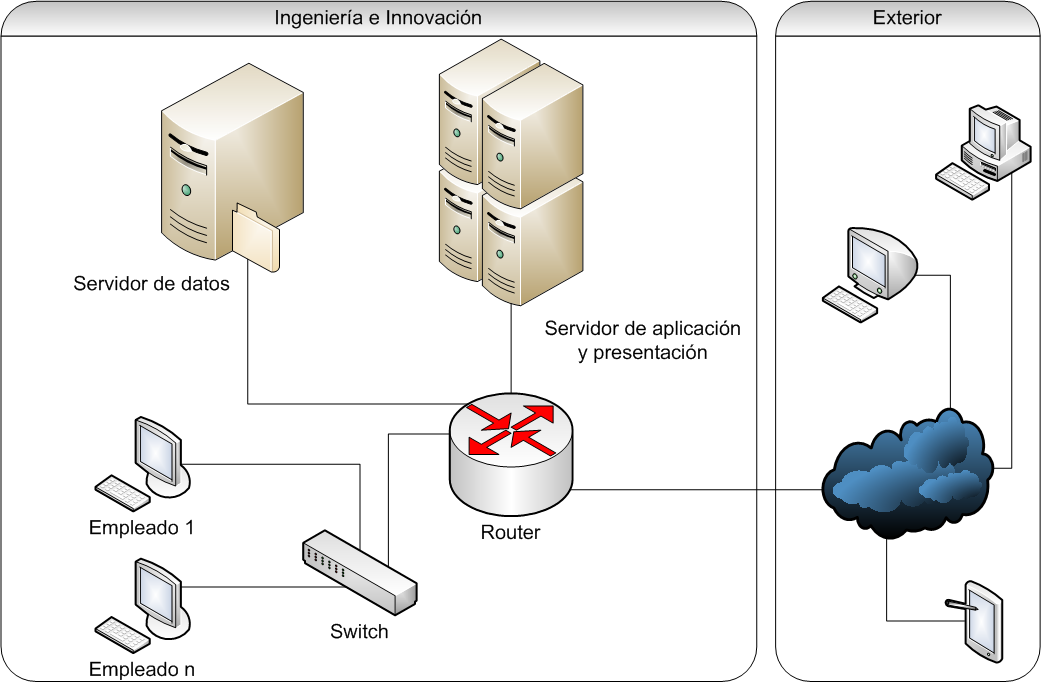 Ingeniería e Innovación
Exterior
Servidor de datos
Servidor de aplicación
y presentación
Empleado 1
Router
Switch
Empleado n